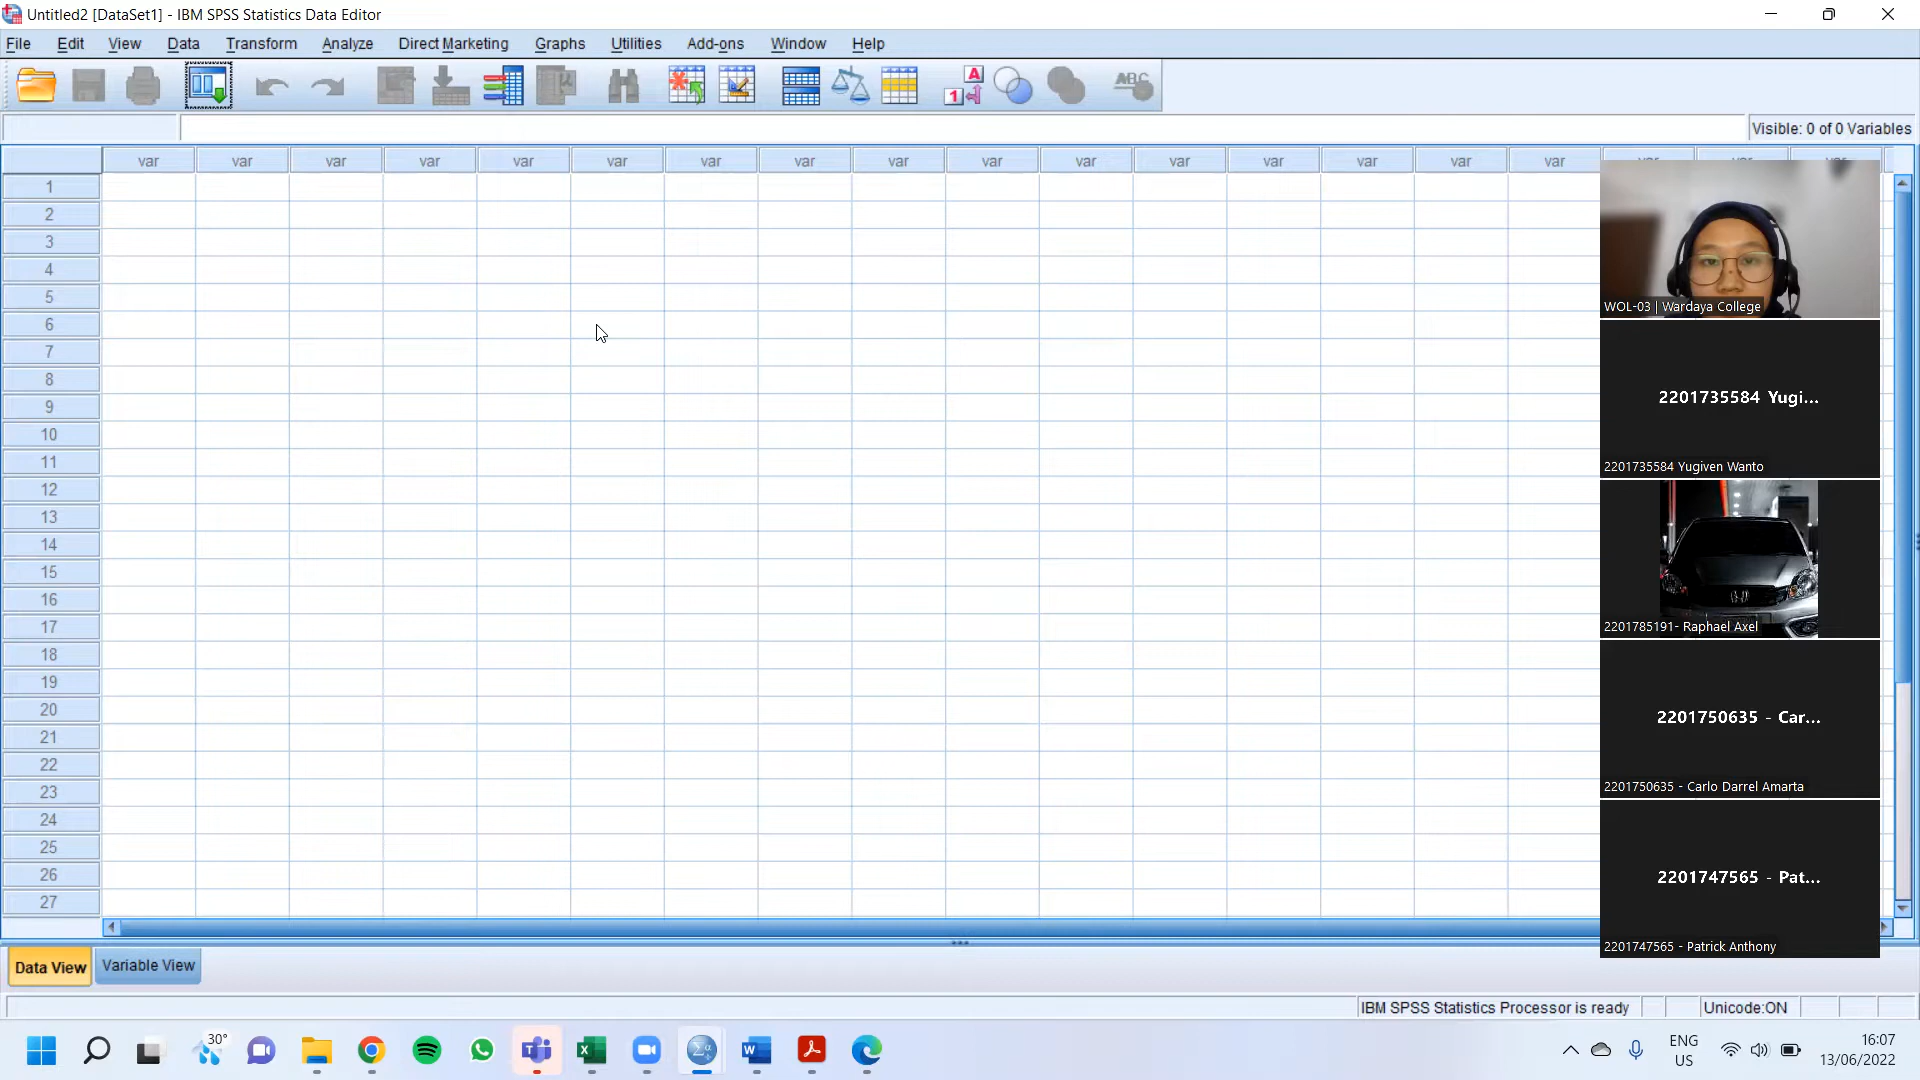 Untitled2 [DataSet1] - IBM SPSS Statistics Data Editor
File Edit View Data Transform Analyze Direct Marketing Graphs Utilities Add-ons Window Help
A
1
ABC
Visible: 0 of 0 Variables
var var var var var var var var var var var var var var var var
1
2
3
4
5
6
7
8
9
10
11
12
13
14
15
16
17
18
19
20
21
22
23
24
25
26
27
WOL-03 | Wardaya College
2201735584 Yugi...
2201735584 Yugiven Wanto
2201785191- Raphael Axel
2201750635 - Car...
2201750635 - Carlo Darrel Amarta
2201747565 - Pat...
2201747565 - Patrick Anthony
Data View Variable View
IBM SPSS Statistics Processor is ready Unicode:ON
30°
ENG
US
16:07
13/06/2022